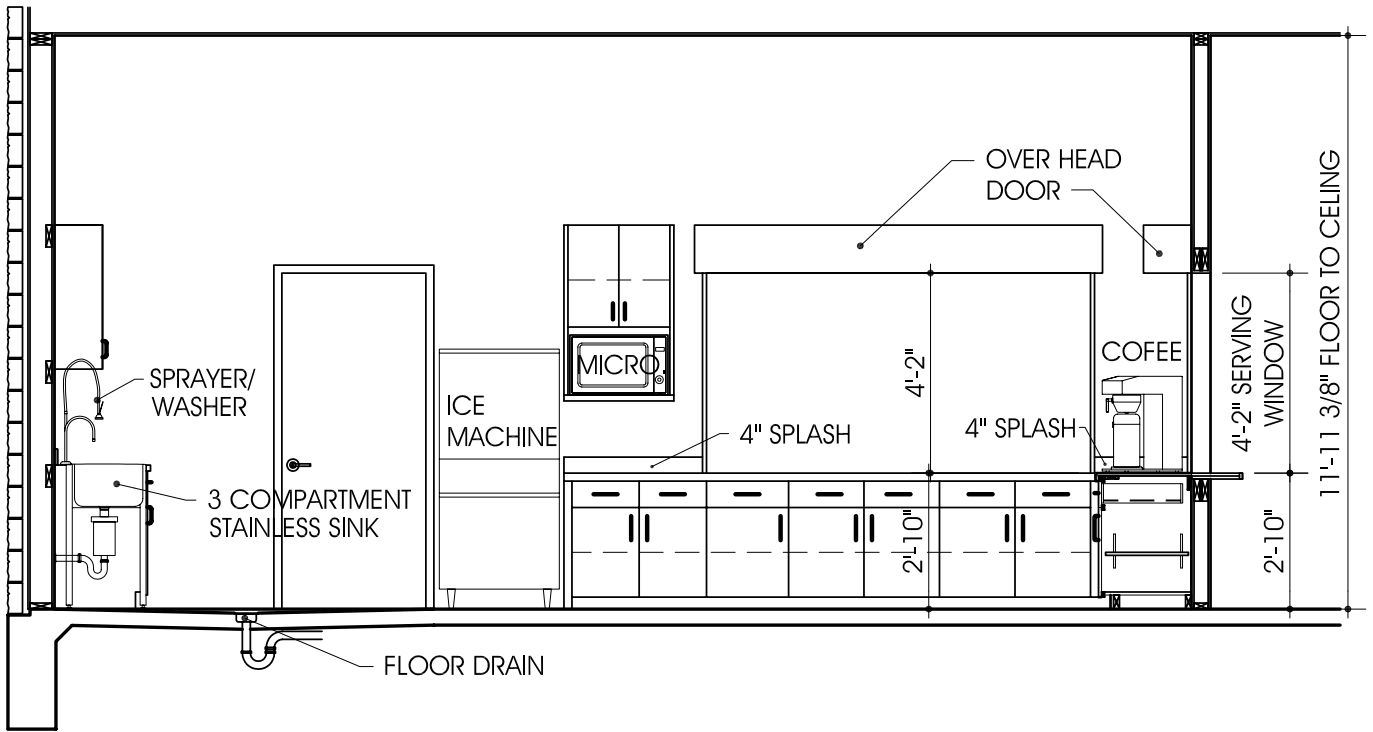 OVER HEAD
DOOR
11'-11 3/8" FLOOR TO CELING
4'-2" SERVING
WINDOW
COFEE
MICRO
4'-2"
SPRAYER/
WASHER
ICE
MACHINE
4" SPLASH
4" SPLASH
3 COMPARTMENT
STAINLESS SINK
2'-10"
2'-10"
FLOOR DRAIN